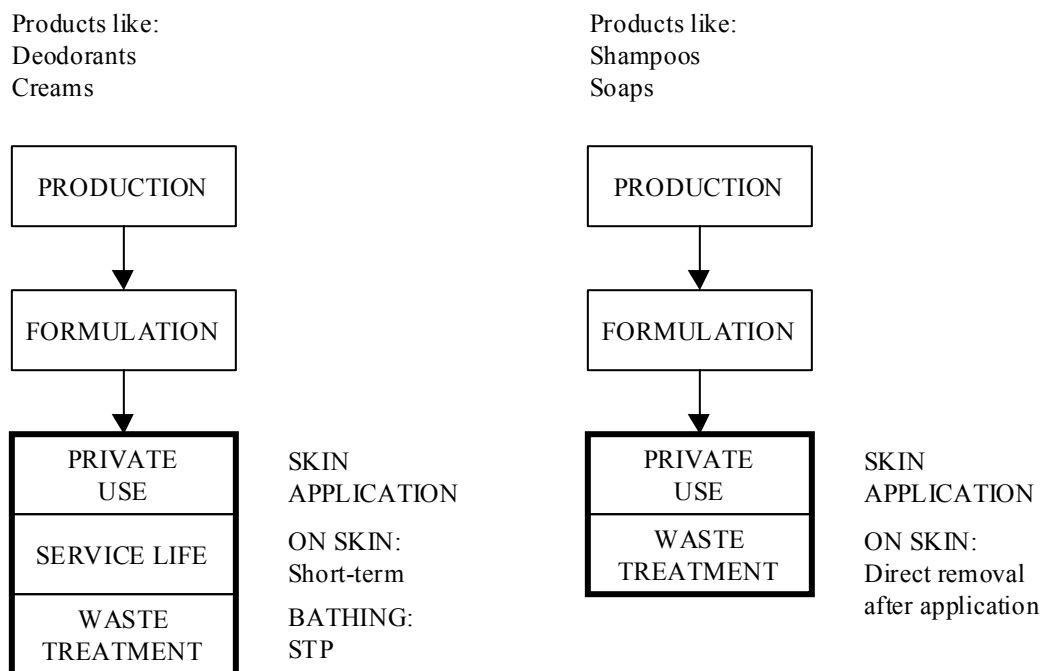 Products like:
Deodorants
Creams
PRODUCTION
FORMULATION
PRIVATE
USE
SKIN
APPLICATION
SERVICE LIFE
ON SKIN:
Short-term
WASTE
TREATMENT
BATHING:
STP
Products like:
Shampoos
Soaps
PRODUCTION
FORMULATION
PRIVATE
USE
SKIN
APPLICATION
WASTE
TREATMENT
ON SKIN:
Direct removal
after application